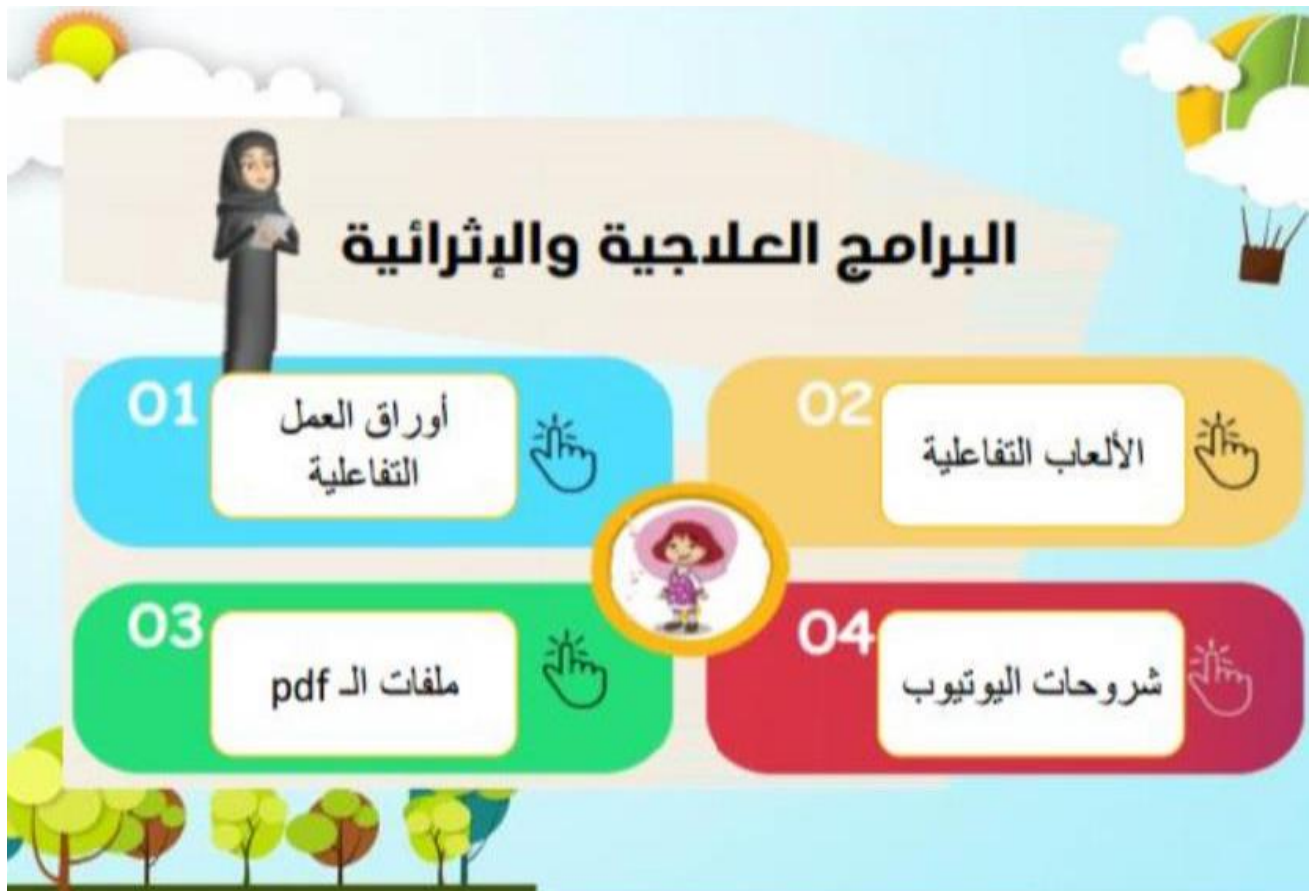 البرامج العلاجية والإثرائية
01
أوراق العمل
التفاعلية
02
الألعاب التفاعلية
03
ملفات الـ pdf
04
شروحات اليوتيوب